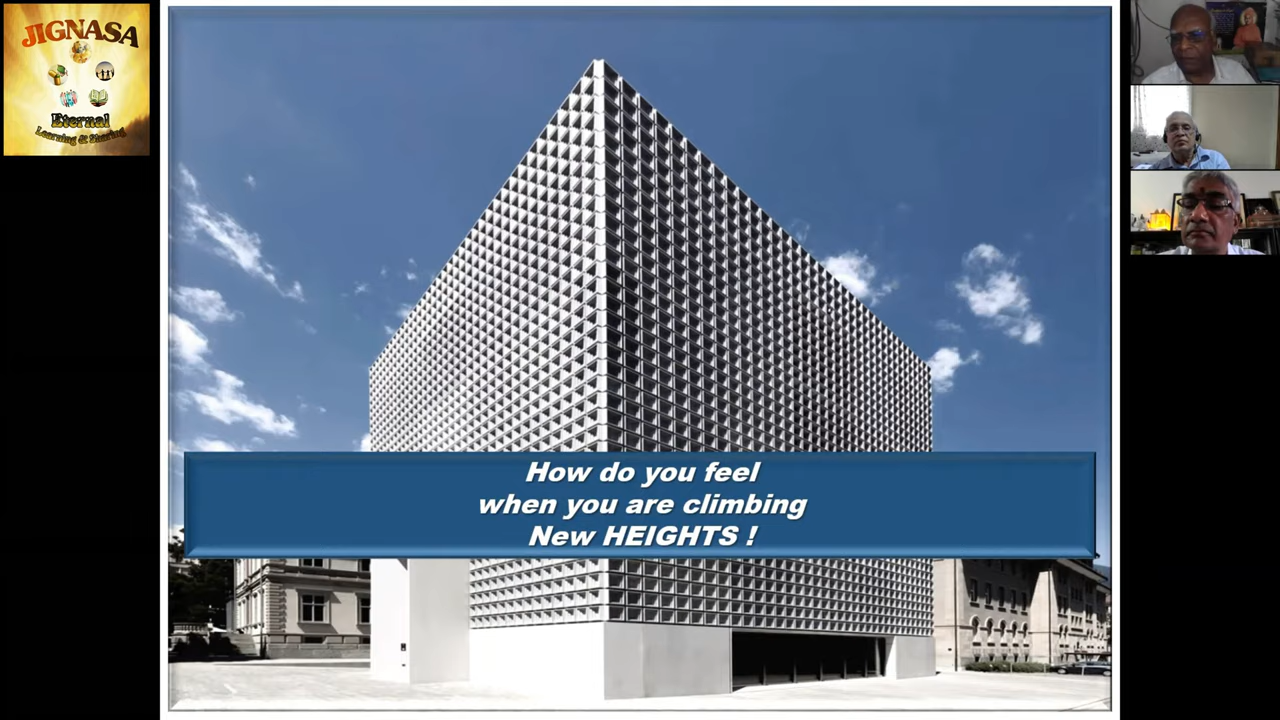 JIGNASA
Eternal
Learning & Sharing
How do you feel
when you are climbing
New HEIGHTS !